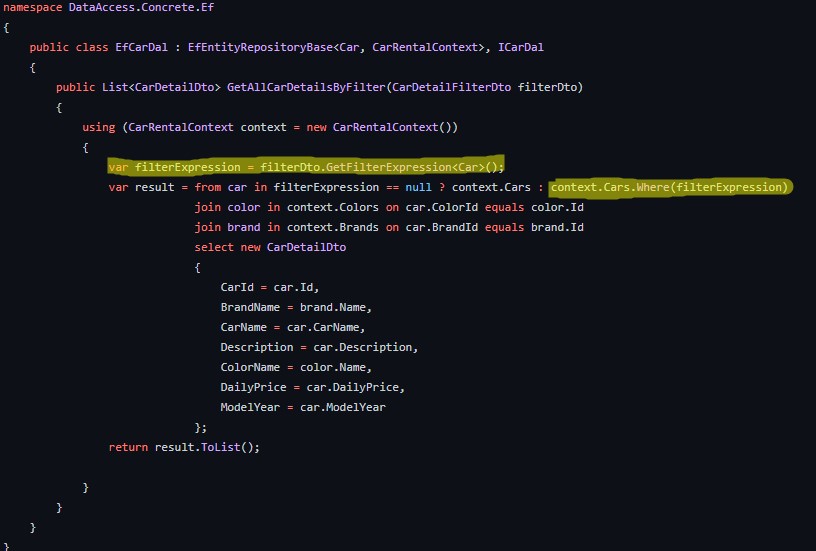 namespace DataAccess.Concrete.Ef
{
    public class EfCarDal : EfEntityRepositoryBase<Car, CarRentalContext>, ICarDal
    {
        public List<CarDetailDto> GetAllCarDetailsByFilter(CarDetailFilterDto filterDto)
        {
            using (CarRentalContext context = new CarRentalContext())
            {
                var filterExpression = filterDto.GetFilterExpression<Car>();
                var result = from car in filterExpression == null ? context.Cars : context.Cars.Where(filterExpression)
                             join color in context.Colors on car.ColorId equals color.Id
                             join brand in context.Brands on car.BrandId equals brand.Id
                             select new CarDetailDto
                             {
                                 CarId = car.Id,
                                 BrandName = brand.Name,
                                 CarName = car.CarName,
                                 Description = car.Description,
                                 ColorName = color.Name,
                                 DailyPrice = car.DailyPrice,
                                 ModelYear = car.ModelYear
                             };
                return result.ToList();
            }
        }
    }
}